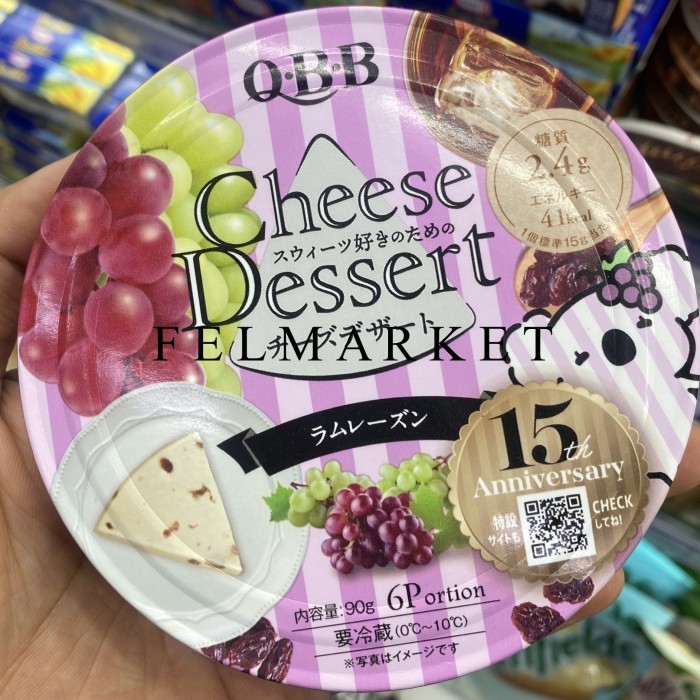 Q・B・B
Cheese
スウィーツ好きのための
Dessert
チーズデザート
糖質
2.4g
エネルギー
41kcal
1個標準15g当たり
FELMARKET
ラムレーズン
15th
Anniversary
特設
サイトも
CHECK
してね!
内容量:90g 6Portion
要冷蔵(0℃~10℃)
※写真はイメージです